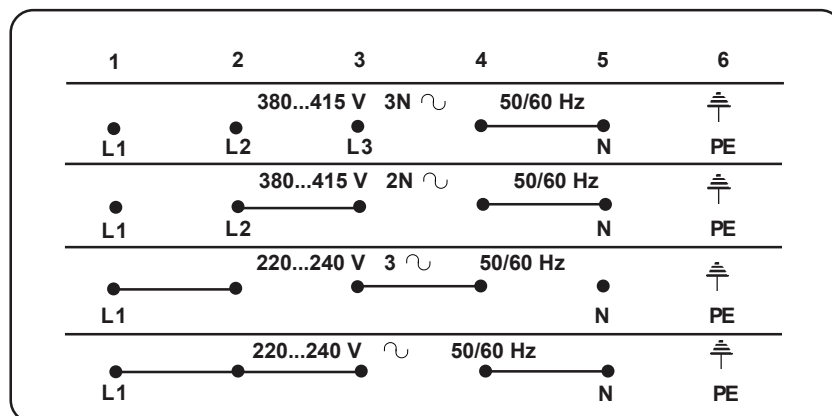 1 2 3 4 5 6
380...415 V 3N 50/60 Hz
L1 L2 L3 N PE
380...415 V 2N 50/60 Hz
L1 L2 N PE
220...240 V 3 50/60 Hz
L1 N PE
220...240 V 50/60 Hz
L1 N PE